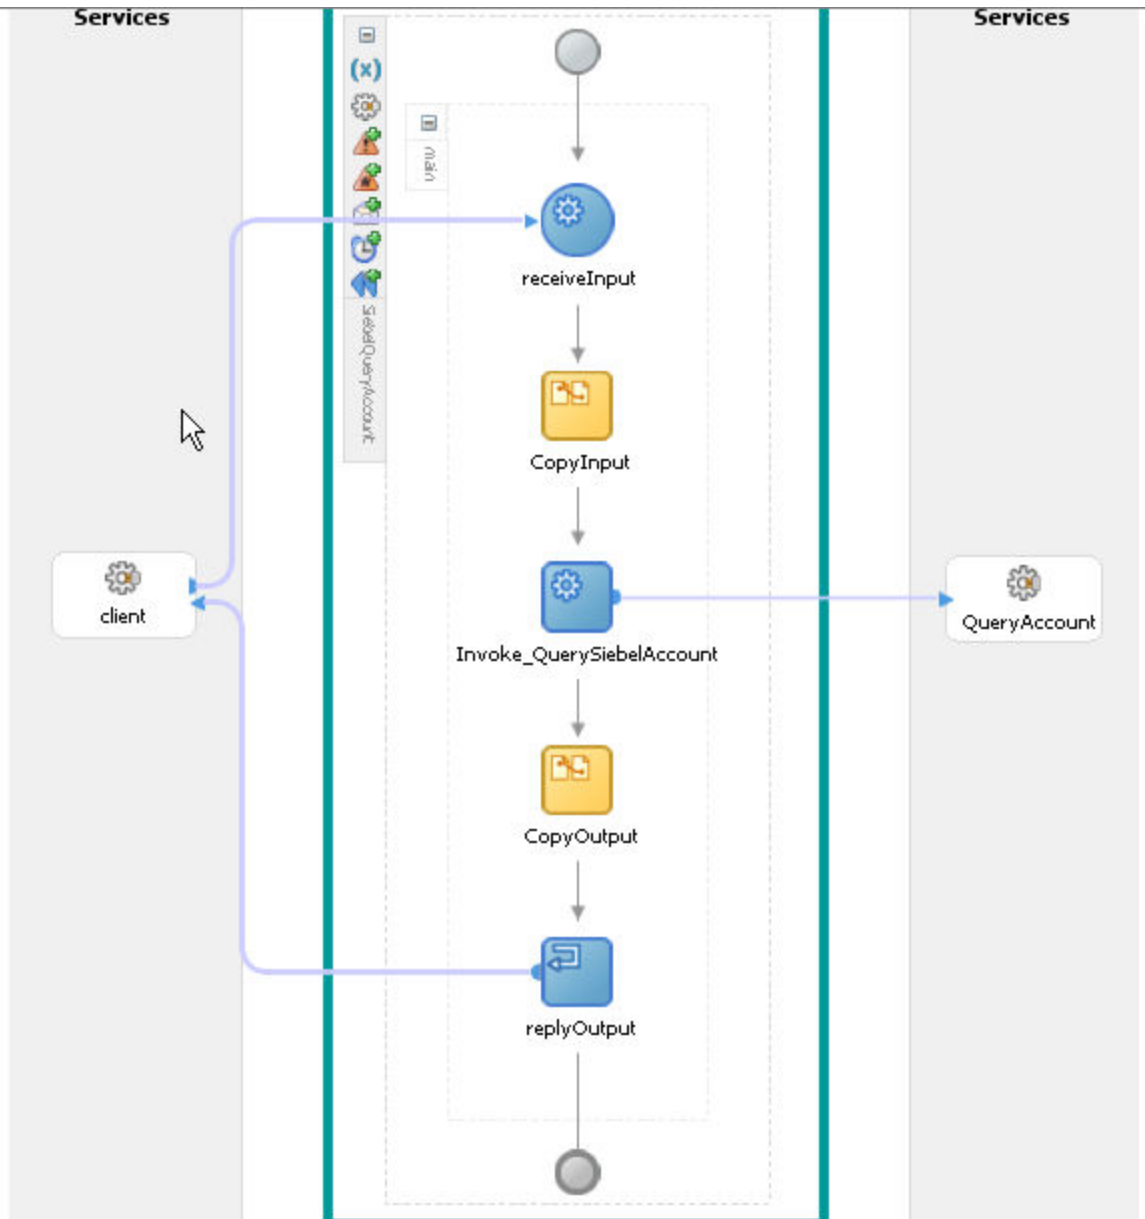 Services
Services
(x)
main
receiveInput
SiebelQueryAccount
CopyInput
client
Invoke_QuerySiebelAccount
QueryAccount
CopyOutput
replyOutput